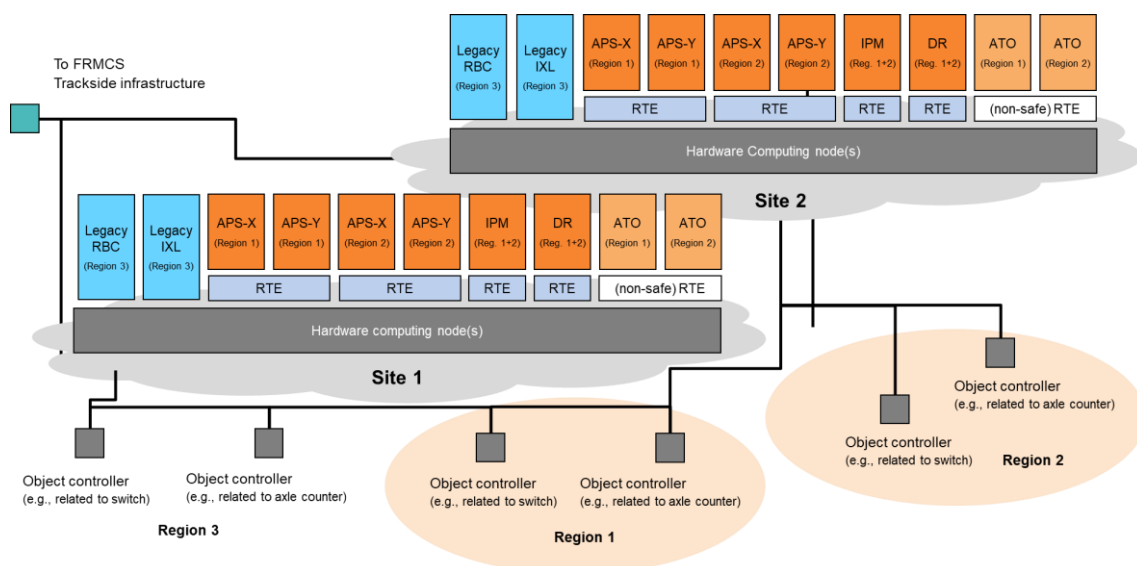 To FRMCS
Trackside infrastructure
Legacy
RBC
(Region 3)
Legacy
IXL
(Region 3)
APS-X
(Region 1)
APS-Y
(Region 1)
APS-X
(Region 2)
APS-Y
(Region 2)
IPM
(Reg. 1+2)
DR
(Reg. 1+2)
ATO
(Region 1)
ATO
(Region 2)
RTE
RTE
RTE
RTE
(non-safe) RTE
Hardware Computing node(s)
Site 2
Legacy
RBC
(Region 3)
Legacy
IXL
(Region 3)
APS-X
(Region 1)
APS-Y
(Region 1)
APS-X
(Region 2)
APS-Y
(Region 2)
IPM
(Reg. 1+2)
DR
(Reg. 1+2)
ATO
(Region 1)
ATO
(Region 2)
RTE
RTE
RTE
RTE
(non-safe) RTE
Hardware computing node(s)
Site 1
Object controller
(e.g., related to switch)
Object controller
(e.g., related to axle counter)
Region 3
Object controller
(e.g., related to switch)
Object controller
(e.g., related to axle counter)
Region 1
Object controller
(e.g., related to axle counter)
Object controller
(e.g., related to switch)
Region 2